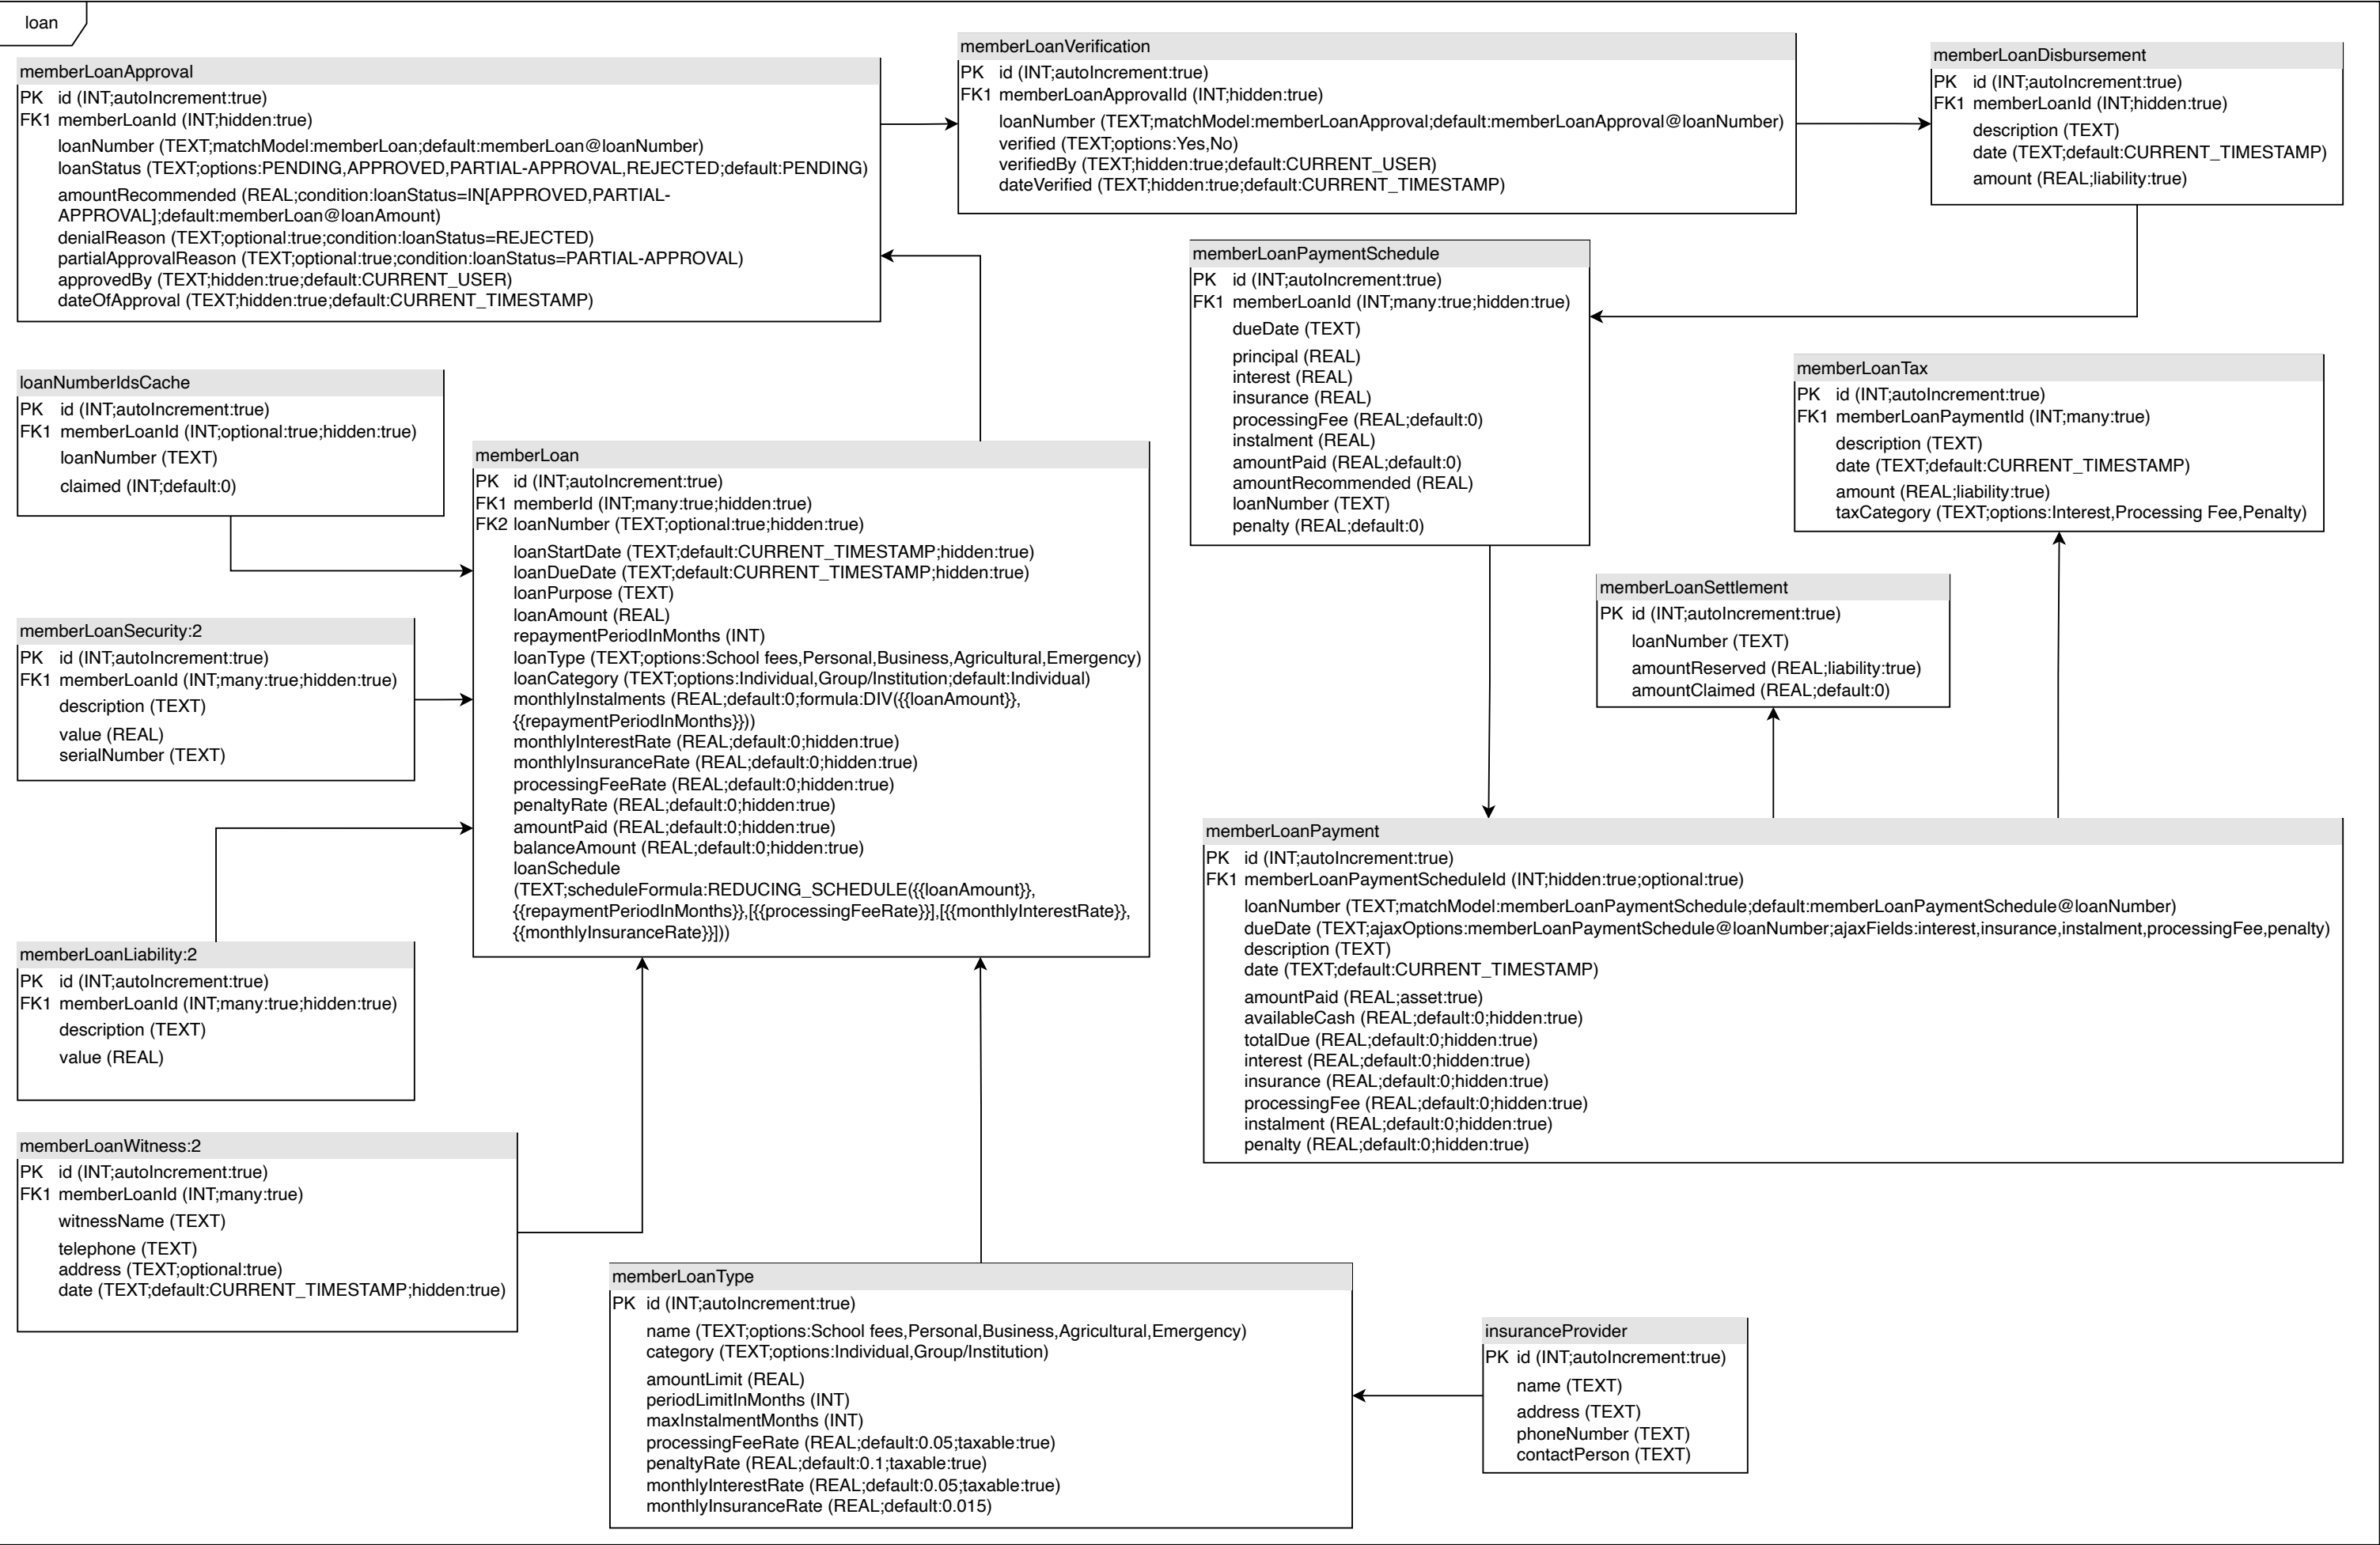 loan
memberLoanApproval
PK id (INT;autoIncrement:true)
FK1 memberLoanId (INT;hidden:true)
loanNumber (TEXT;matchModel:memberLoan;default:memberLoan@loanNumber)
loanStatus (TEXT;options:PENDING,APPROVED,PARTIAL-APPROVAL,REJECTED;default:PENDING)
amountRecommended (REAL;condition:loanStatus=IN[APPROVED,PARTIAL-
APPROVAL];default:memberLoan@loanAmount)
denialReason (TEXT;optional:true;condition:loanStatus=REJECTED)
partialApprovalReason (TEXT;optional:true;condition:loanStatus=PARTIAL-APPROVAL)
approvedBy (TEXT;hidden:true;default:CURRENT_USER)
dateOfApproval (TEXT;hidden:true;default:CURRENT_TIMESTAMP)
memberLoanVerification
PK id (INT;autoIncrement:true)
FK1 memberLoanApprovalId (INT;hidden:true)
loanNumber (TEXT;matchModel:memberLoanApproval;default:memberLoanApproval@loanNumber)
verified (TEXT;options:Yes,No)
verifiedBy (TEXT;hidden:true;default:CURRENT_USER)
dateVerified (TEXT;hidden:true;default:CURRENT_TIMESTAMP)
memberLoanDisbursement
PK id (INT;autoIncrement:true)
FK1 memberLoanId (INT;hidden:true)
description (TEXT)
date (TEXT;default:CURRENT_TIMESTAMP)
amount (REAL;liability:true)
memberLoanPaymentSchedule
PK id (INT;autoIncrement:true)
FK1 memberLoanId (INT;many:true;hidden:true)
dueDate (TEXT)
principal (REAL)
interest (REAL)
insurance (REAL)
processingFee (REAL;default:0)
instalment (REAL)
amountPaid (REAL;default:0)
amountRecommended (REAL)
loanNumber (TEXT)
penalty (REAL;default:0)
memberLoanTax
PK id (INT;autoIncrement:true)
FK1 memberLoanPaymentId (INT;many:true)
description (TEXT)
date (TEXT;default:CURRENT_TIMESTAMP)
amount (REAL;liability:true)
taxCategory (TEXT;options:Interest,Processing Fee,Penalty)
loanNumberIdsCache
PK id (INT;autoIncrement:true)
FK1 memberLoanId (INT;optional:true;hidden:true)
loanNumber (TEXT)
claimed (INT;default:0)
memberLoan
PK id (INT;autoIncrement:true)
FK1 memberId (INT;many:true;hidden:true)
FK2 loanNumber (TEXT;optional:true;hidden:true)
loanStartDate (TEXT;default:CURRENT_TIMESTAMP;hidden:true)
loanDueDate (TEXT;default:CURRENT_TIMESTAMP;hidden:true)
loanPurpose (TEXT)
loanAmount (REAL)
repaymentPeriodInMonths (INT)
loanType (TEXT;options:School fees,Personal,Business,Agricultural,Emergency)
loanCategory (TEXT;options:Individual,Group/Institution;default:Individual)
monthlyInstalments (REAL;default:0;formula:DIV({{loanAmount}},
{{repaymentPeriodInMonths}}))
monthlyInterestRate (REAL;default:0;hidden:true)
monthlyInsuranceRate (REAL;default:0;hidden:true)
processingFeeRate (REAL;default:0;hidden:true)
penaltyRate (REAL;default:0;hidden:true)
amountPaid (REAL;default:0;hidden:true)
balanceAmount (REAL;default:0;hidden:true)
loanSchedule
(TEXT;scheduleFormula:REDUCING_SCHEDULE({{loanAmount}},
{{repaymentPeriodInMonths}},[{{processingFeeRate}}],[{{monthlyInterestRate}},
{{monthlyInsuranceRate}}]))
memberLoanSettlement
PK id (INT;autoIncrement:true)
loanNumber (TEXT)
amountReserved (REAL;liability:true)
amountClaimed (REAL;default:0)
memberLoanSecurity:2
PK id (INT;autoIncrement:true)
FK1 memberLoanId (INT;many:true;hidden:true)
description (TEXT)
value (REAL)
serialNumber (TEXT)
memberLoanPayment
PK id (INT;autoIncrement:true)
FK1 memberLoanPaymentScheduleId (INT;hidden:true;optional:true)
loanNumber (TEXT;matchModel:memberLoanPaymentSchedule;default:memberLoanPaymentSchedule@loanNumber)
dueDate (TEXT;ajaxOptions:memberLoanPaymentSchedule@loanNumber;ajaxFields:interest,insurance,instalment,processingFee,penalty)
description (TEXT)
date (TEXT;default:CURRENT_TIMESTAMP)
amountPaid (REAL;asset:true)
availableCash (REAL;default:0;hidden:true)
totalDue (REAL;default:0;hidden:true)
interest (REAL;default:0;hidden:true)
insurance (REAL;default:0;hidden:true)
processingFee (REAL;default:0;hidden:true)
instalment (REAL;default:0;hidden:true)
penalty (REAL;default:0;hidden:true)
memberLoanLiability:2
PK id (INT;autoIncrement:true)
FK1 memberLoanId (INT;many:true;hidden:true)
description (TEXT)
value (REAL)
memberLoanWitness:2
PK id (INT;autoIncrement:true)
FK1 memberLoanId (INT;many:true)
witnessName (TEXT)
telephone (TEXT)
address (TEXT;optional:true)
date (TEXT;default:CURRENT_TIMESTAMP;hidden:true)
memberLoanType
PK id (INT;autoIncrement:true)
name (TEXT;options:School fees,Personal,Business,Agricultural,Emergency)
category (TEXT;options:Individual,Group/Institution)
amountLimit (REAL)
periodLimitInMonths (INT)
maxInstalmentMonths (INT)
processingFeeRate (REAL;default:0.05;taxable:true)
penaltyRate (REAL;default:0.1;taxable:true)
monthlyInterestRate (REAL;default:0.05;taxable:true)
monthlyInsuranceRate (REAL;default:0.015)
insuranceProvider
PK id (INT;autoIncrement:true)
name (TEXT)
address (TEXT)
phoneNumber (TEXT)
contactPerson (TEXT)